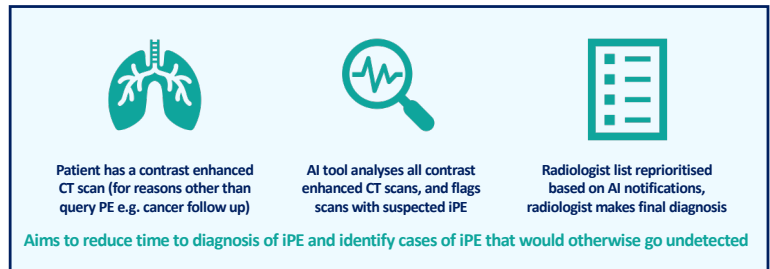 Patient has a contrast enhanced
CT scan (for reasons other than
query PE e.g. cancer follow up)
AI tool analyses all contrast
enhanced CT scans, and flags
scans with suspected iPE
Radiologist list reprioritised
based on AI notifications,
radiologist makes final diagnosis
Aims to reduce time to diagnosis of iPE and identify cases of iPE that would otherwise go undetected